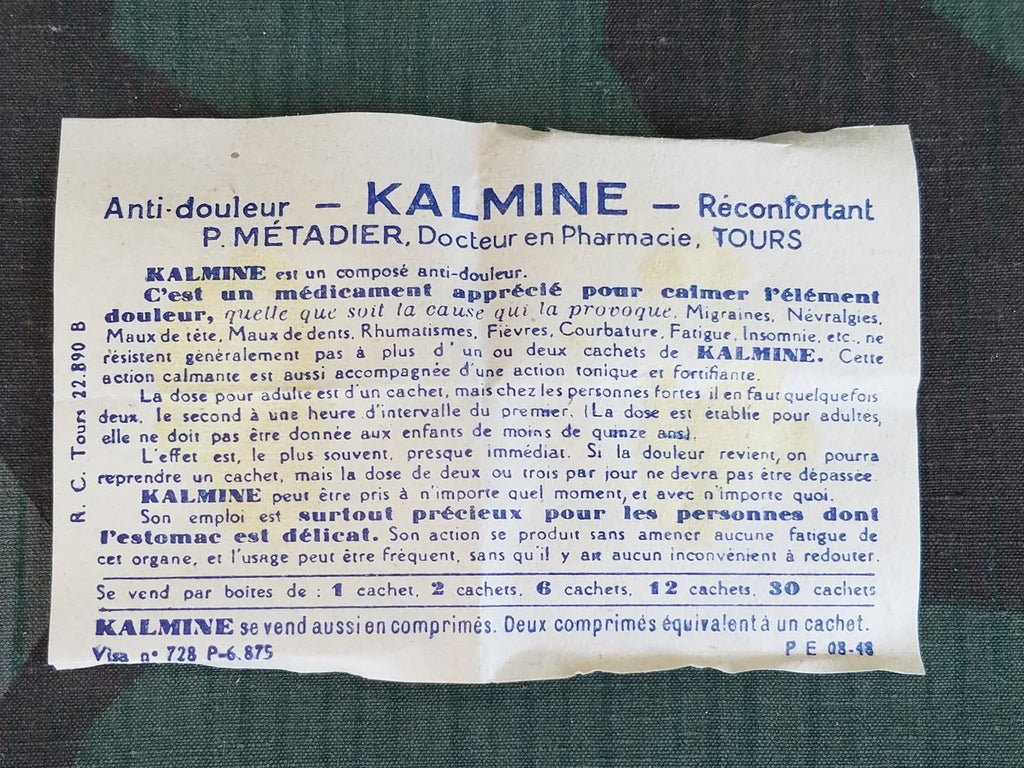 Anti-douleur — KALMINE — Réconfortant
P. MÉTADIER, Docteur en Pharmacie, TOURS
KALMINE est un composé anti-douleur.
C'est un médicament apprécié pour calmer l'élément
douleur, quelle que soit la cause qui la provoque. Migraines, Névralgies,
Maux de tête, Maux de dents, Rhumatismes, Fièvres, Courbature, Fatigue, Insomnie, etc., ne
résistent généralement pas à plus d'un ou deux cachets de KALMINE. Cette
action calmante est aussi accompagnée d'une action tonique et fortifiante.
La dose pour adulte est d'un cachet, mais chez les personnes fortes il en faut quelquefois
deux, le second à une heure d'intervalle du premier. (La dose est établie pour adultes,
elle ne doit pas être donnée aux enfants de moins de quinze ans).
L'effet est, le plus souvent, presque immédiat. Si la douleur revient, on pourra
reprendre un cachet, mais la dose de deux ou trois par jour ne devra pas être dépassée.
KALMINE peut être pris à n'importe quel moment, et avec n'importe quoi.
Son emploi est surtout précieux pour les personnes dont
l'estomac est délicat. Son action se produit sans amener aucune fatigue de
cet organe, et l'usage peut être fréquent, sans qu'il y ait aucun inconvénient à redouter.
Se vend par boîtes de : 1 cachet, 2 cachets, 6 cachets, 12 cachets, 30 cachets
KALMINE se vend aussi en comprimés. Deux comprimés équivalent à un cachet.
Visa n° 728 P-6.875 P E 08-48
R. C. Tours 22.890 B